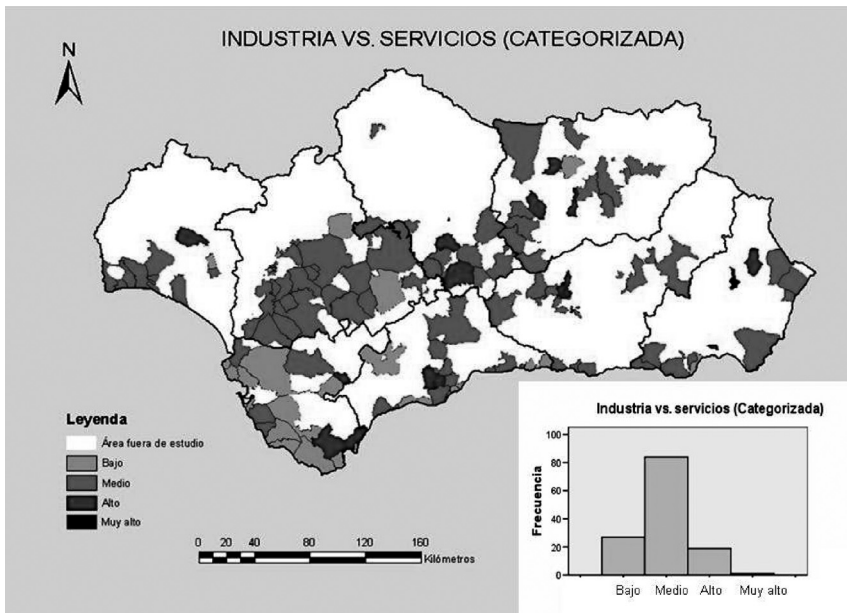 INDUSTRIA VS. SERVICIOS (CATEGORIZADA)
N
Leyenda
Área fuera de estudio
Bajo
Medio
Alto
Muy alto
0 20 40 80 120 160
Kilómetros
Industria vs. servicios (Categorizada)
Frecuencia
100
80
60
40
20
0
Bajo Medio Alto Muy alto